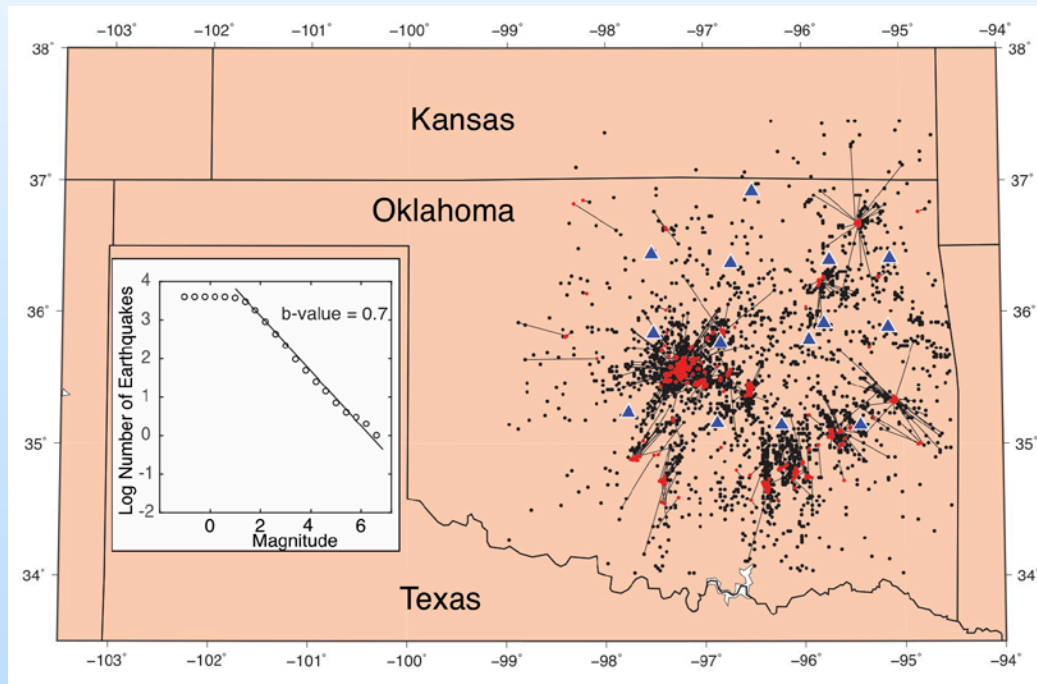 −103° −102° −101° −100° −99° −98° −97° −96° −95° −94°
38° 38°
Kansas
37° 37°
Oklahoma
4
3
b-value = 0.7
36° 36°
2
1
0
35° 35°
-1
-2
0 2 4 6
Log Number of Earthquakes
Magnitude
34° 34°
Texas
−103° −102° −101° −100° −99° −98° −97° −96° −95° −94°